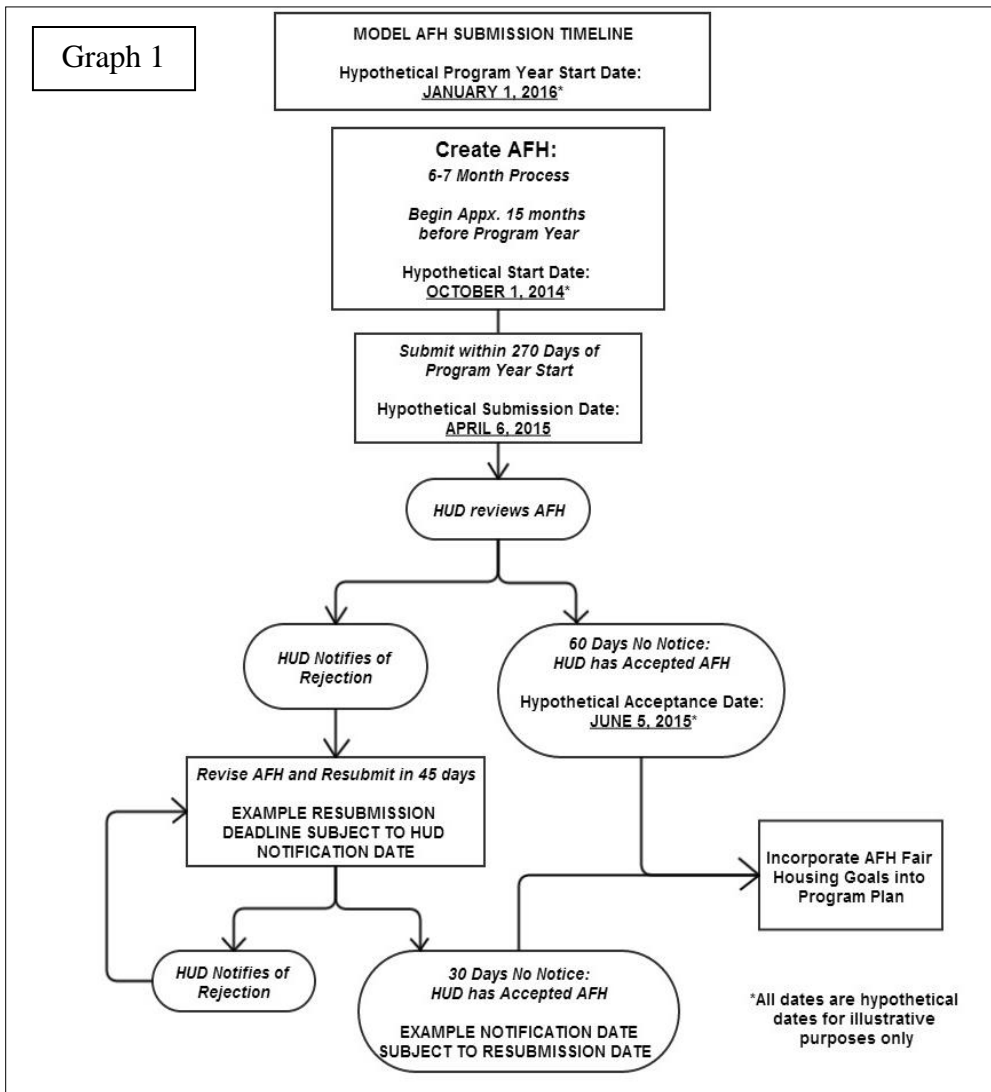 Graph 1
MODEL AFH SUBMISSION TIMELINE
Hypothetical Program Year Start Date:
JANUARY 1, 2016*
Create AFH:
6-7 Month Process
Begin Appx. 15 months
before Program Year
Hypothetical Start Date:
OCTOBER 1, 2014*
Submit within 270 Days of
Program Year Start
Hypothetical Submission Date:
APRIL 6, 2015
HUD reviews AFH
HUD Notifies of
Rejection
60 Days No Notice:
HUD has Accepted AFH
Hypothetical Acceptance Date:
JUNE 5, 2015*
Revise AFH and Resubmit in 45 days
EXAMPLE RESUBMISSION
DEADLINE SUBJECT TO HUD
NOTIFICATION DATE
Incorporate AFH Fair
Housing Goals into
Program Plan
HUD Notifies of
Rejection
30 Days No Notice:
HUD has Accepted AFH
EXAMPLE NOTIFICATION DATE
SUBJECT TO RESUBMISSION DATE
*All dates are hypothetical
dates for illustrative
purposes only